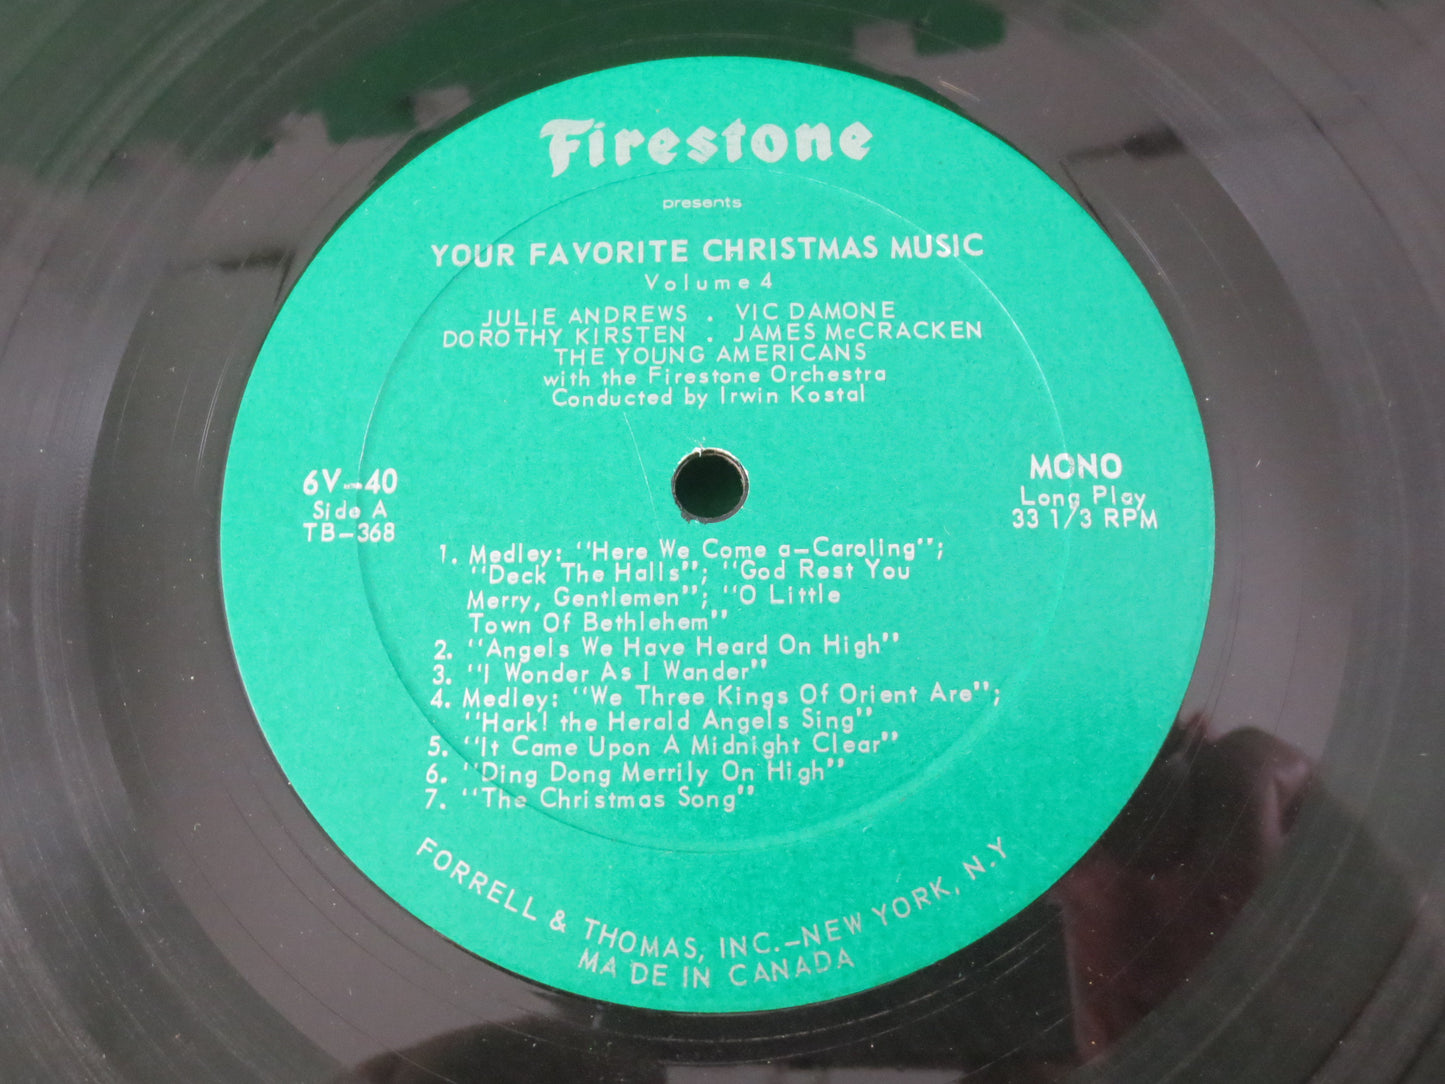 Firestone
presents
YOUR FAVORITE CHRISTMAS MUSIC
Volume 4
JULIE ANDREWS . VIC DAMONE
DOROTHY KIRSTEN . JAMES McCRACKEN
THE YOUNG AMERICANS
with the Firestone Orchestra
Conducted by Irwin Kostal
6V-40
Side A
TB-368
MONO
Long Play
33 1/3 RPM
1. Medley: "Here We Come a-Caroling";
"Deck The Halls"; "God Rest You
Merry, Gentlemen"; "O Little
Town Of Bethlehem"
2. "Angels We Have Heard On High"
3. "I Wonder As I Wander"
4. Medley: "We Three Kings Of Orient Are";
"Hark! the Herald Angels Sing"
5. "It Came Upon A Midnight Clear"
6. "Ding Dong Merrily On High"
7. "The Christmas Song"
FORRELL & THOMAS, INC.-NEW YORK, N.Y
MADE IN CANADA